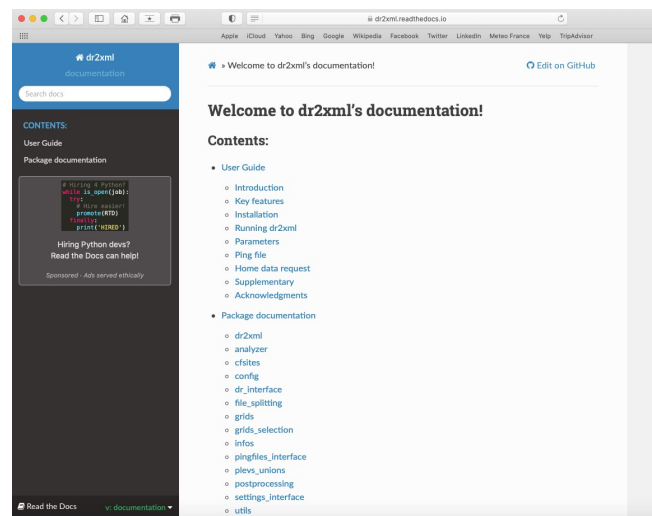 dr2xml.readthedocs.io
Apple iCloud Yahoo Bing Google Wikipedia Facebook Twitter LinkedIn Meteo France Yelp TripAdvisor
dr2xml
documentation
Search docs
CONTENTS:
User Guide
Package documentation
# Hiring 4 Python?
while is_open(job):
try:
# Hire easier!
promote(RTD)
finally:
print('HIRED')
Hiring Python devs?
Read the Docs can help!
Sponsored · Ads served ethically
Read the Docs
v: documentation
» Welcome to dr2xml's documentation!
Edit on GitHub
Welcome to dr2xml's documentation!
Contents:
User Guide
Introduction
Key features
Installation
Running dr2xml
Parameters
Ping file
Home data request
Supplementary
Acknowledgments
Package documentation
dr2xml
analyzer
cfsites
config
dr_interface
file_splitting
grids
grids_selection
infos
pingfiles_interface
plevs_unions
postprocessing
settings_interface
utils